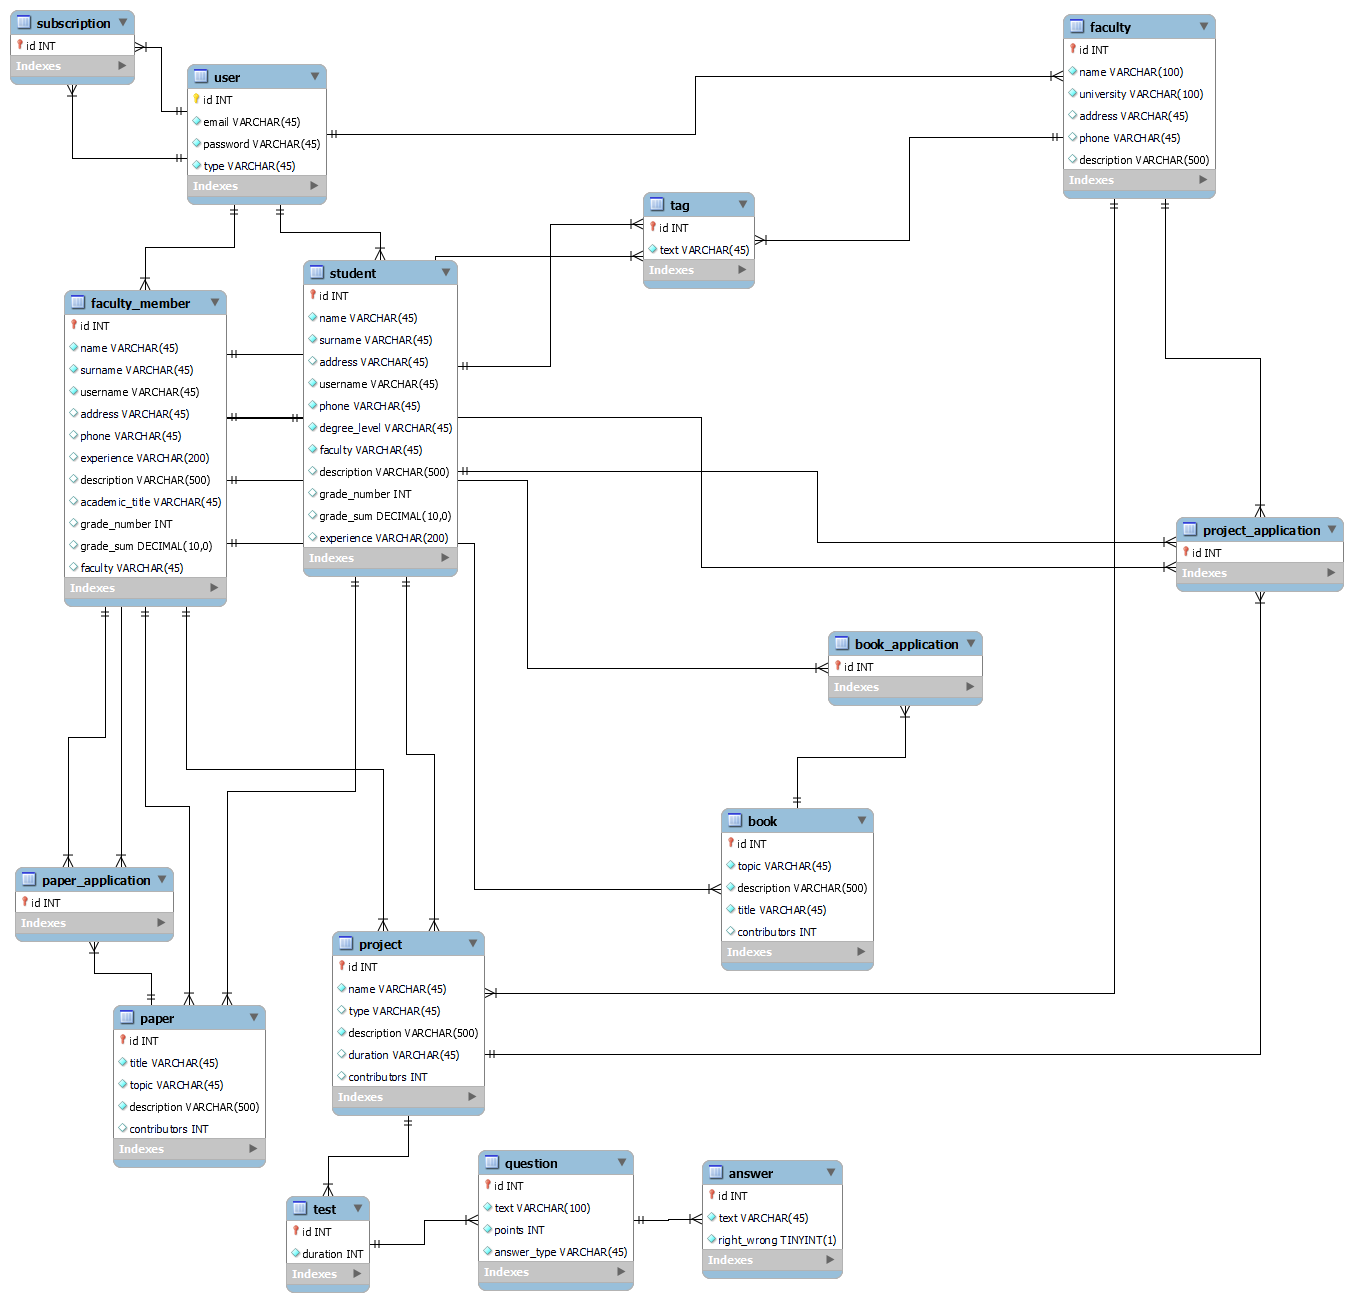 subscription
id INT
Indexes
user
id INT
email VARCHAR(45)
password VARCHAR(45)
type VARCHAR(45)
Indexes
faculty
id INT
name VARCHAR(100)
university VARCHAR(100)
address VARCHAR(45)
phone VARCHAR(45)
description VARCHAR(500)
Indexes
tag
id INT
text VARCHAR(45)
Indexes
faculty_member
id INT
name VARCHAR(45)
surname VARCHAR(45)
username VARCHAR(45)
address VARCHAR(45)
phone VARCHAR(45)
experience VARCHAR(200)
description VARCHAR(500)
academic_title VARCHAR(45)
grade_number INT
grade_sum DECIMAL(10,0)
faculty VARCHAR(45)
Indexes
student
id INT
name VARCHAR(45)
surname VARCHAR(45)
address VARCHAR(45)
username VARCHAR(45)
phone VARCHAR(45)
degree_level VARCHAR(45)
faculty VARCHAR(45)
description VARCHAR(500)
grade_number INT
grade_sum DECIMAL(10,0)
experience VARCHAR(200)
Indexes
project_application
id INT
Indexes
book_application
id INT
Indexes
book
id INT
topic VARCHAR(45)
description VARCHAR(500)
title VARCHAR(45)
contributors INT
Indexes
paper_application
id INT
Indexes
project
id INT
name VARCHAR(45)
type VARCHAR(45)
description VARCHAR(500)
duration VARCHAR(45)
contributors INT
Indexes
paper
id INT
title VARCHAR(45)
topic VARCHAR(45)
description VARCHAR(500)
contributors INT
Indexes
test
id INT
duration INT
Indexes
question
id INT
text VARCHAR(100)
points INT
answer_type VARCHAR(45)
Indexes
answer
id INT
text VARCHAR(45)
right_wrong TINYINT(1)
Indexes